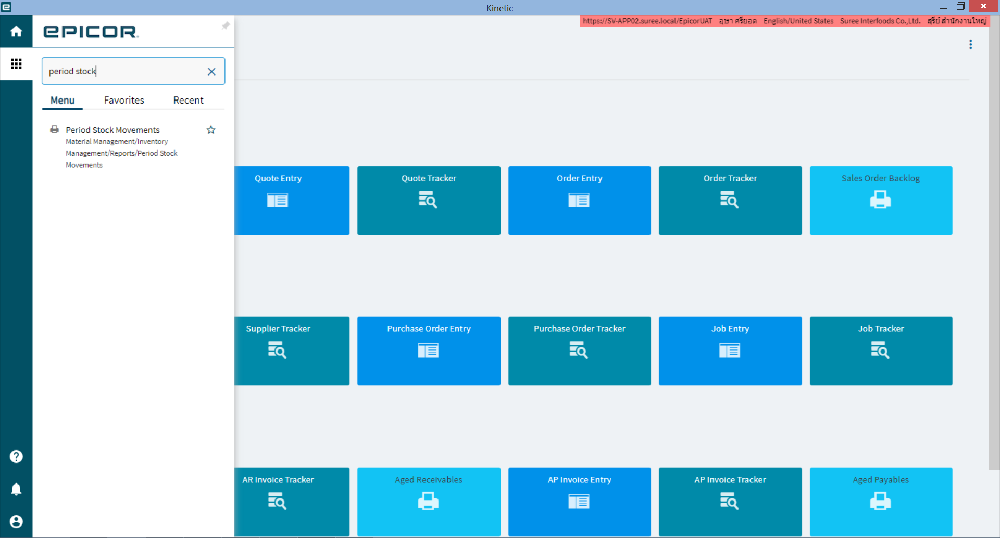 Kinetic
https://SV-APP02.suree.local/EpicorUAT อุษา ศรียอด English/United States Suree Interfoods Co.,Ltd. สุรีย์ สำนักงานใหญ่
EPICOR
period stock
Menu Favorites Recent
Period Stock Movements
Material Management/Inventory
Management/Reports/Period Stock
Movements
Quote Entry
Quote Tracker
Order Entry
Order Tracker
Sales Order Backlog
Supplier Tracker
Purchase Order Entry
Purchase Order Tracker
Job Entry
Job Tracker
AR Invoice Tracker
Aged Receivables
AP Invoice Entry
AP Invoice Tracker
Aged Payables